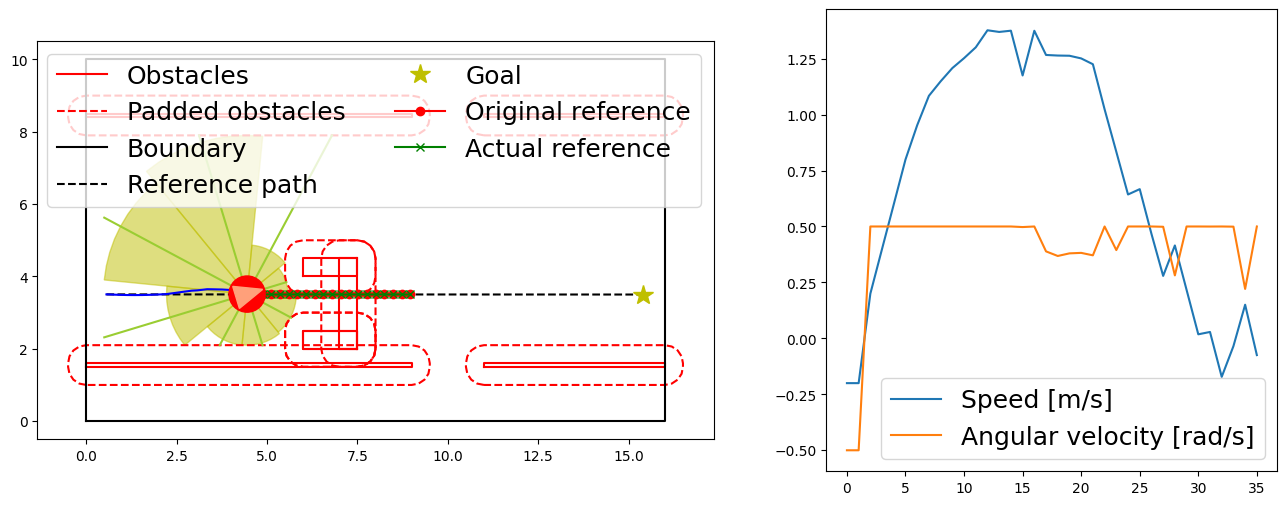 Obstacles
Padded obstacles
Boundary
Reference path
Goal
Original reference
Actual reference
10
8
6
4
2
0
0.0 2.5 5.0 7.5 10.0 12.5 15.0
1.25
1.00
0.75
0.50
0.25
0.00
−0.25
−0.50
Speed [m/s]
Angular velocity [rad/s]
0 5 10 15 20 25 30 35